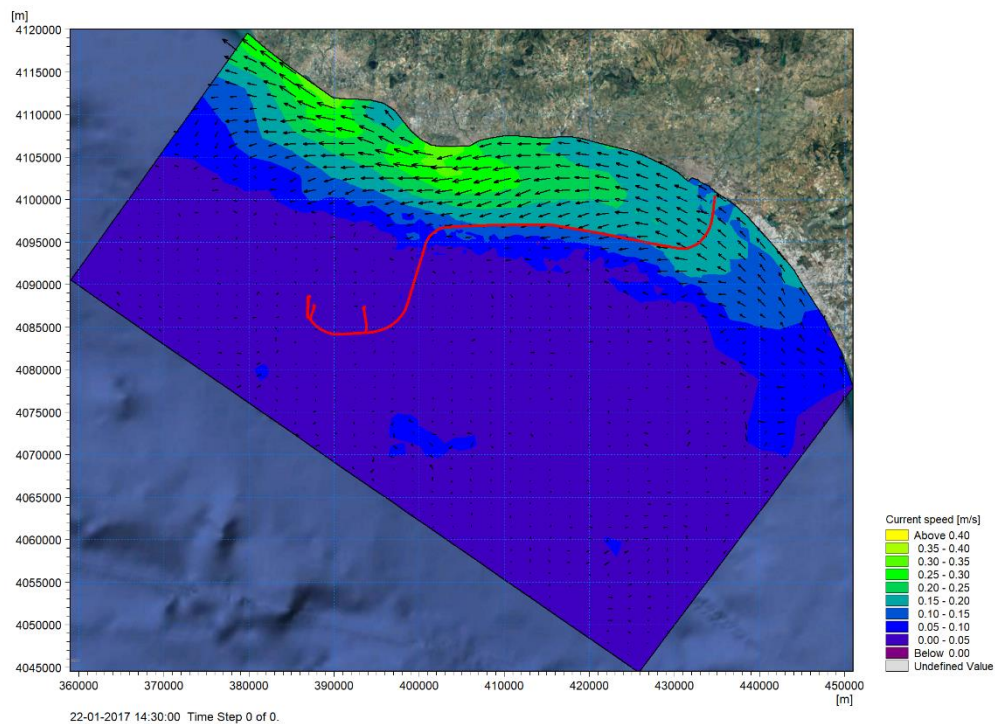 [m]
4120000
4115000
4110000
4105000
4100000
4095000
4090000
4085000
4080000
4075000
4070000
4065000
4060000
4055000
4050000
4045000
360000 370000 380000 390000 400000 410000 420000 430000 440000 450000
[m]
Current speed [m/s]
Above 0.40
0.35 - 0.40
0.30 - 0.35
0.25 - 0.30
0.20 - 0.25
0.15 - 0.20
0.10 - 0.15
0.05 - 0.10
0.00 - 0.05
Below 0.00
Undefined Value
22-01-2017 14:30:00 Time Step 0 of 0.